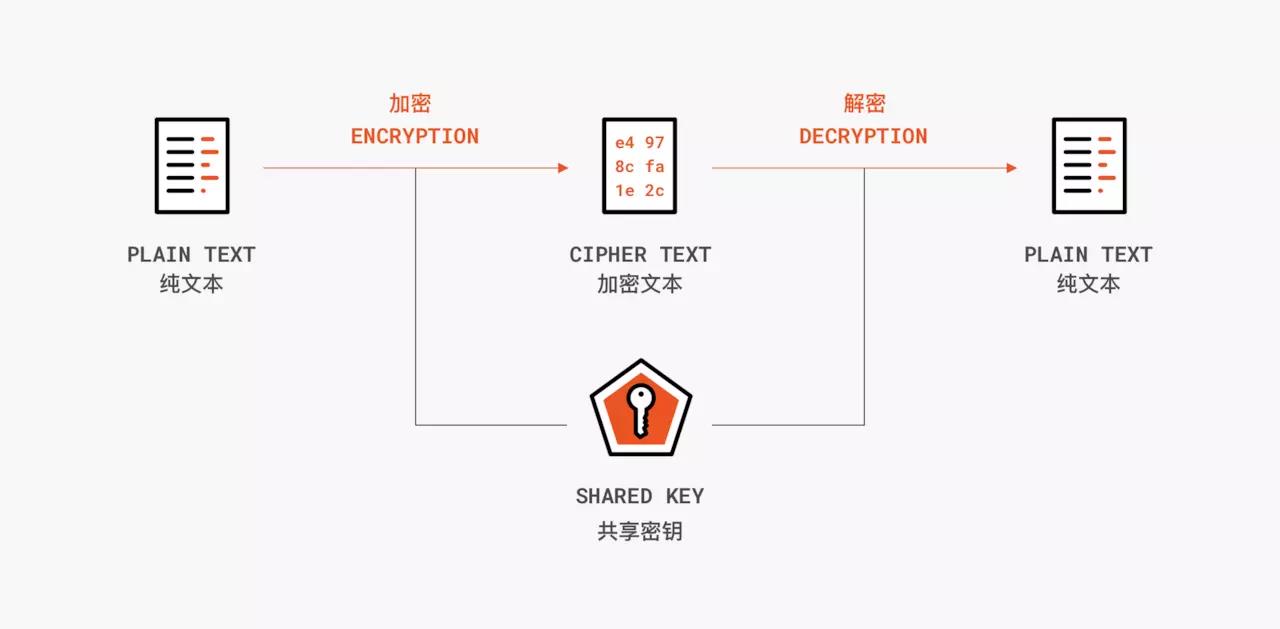 加密
ENCRYPTION
解密
DECRYPTION
e4 97
8c fa
1e 2c
PLAIN TEXT
纯文本
CIPHER TEXT
加密文本
PLAIN TEXT
纯文本
SHARED KEY
共享密钥